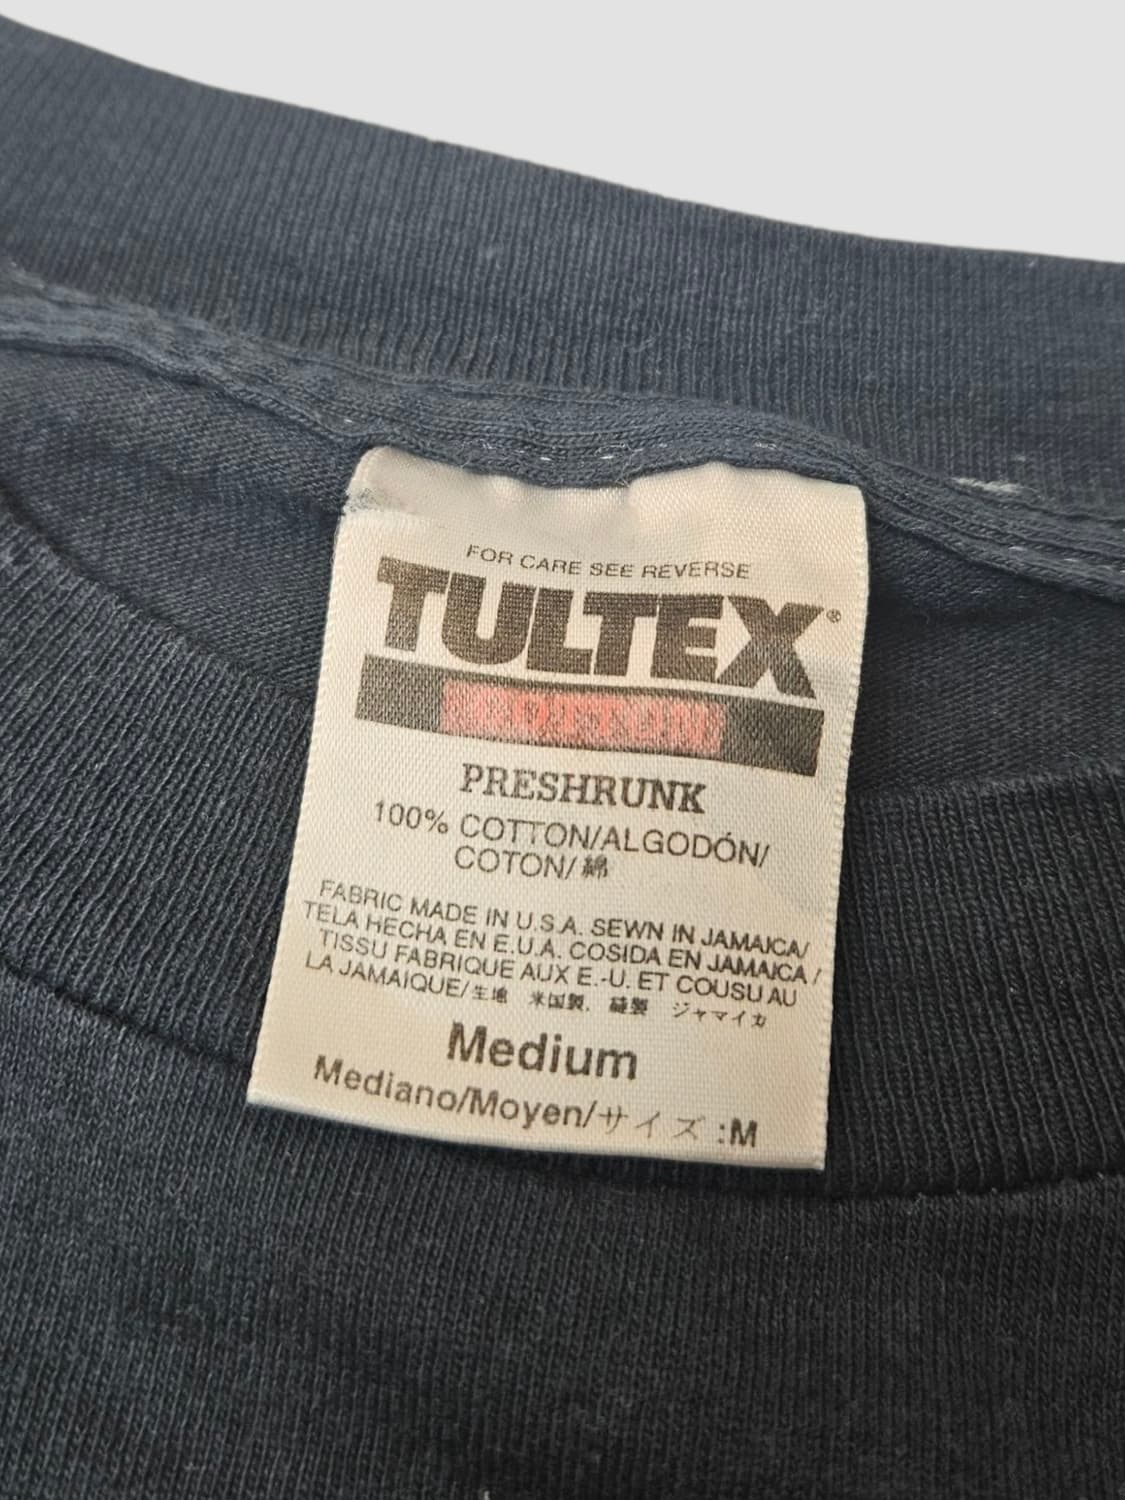 FOR CARE SEE REVERSE
TULTEX®
PRESHRUNK
100% COTTON/ALGODÓN/
COTON/綿
FABRIC MADE IN U.S.A. SEWN IN JAMAICA/
TELA HECHA EN E.U.A. COSIDA EN JAMAICA /
TISSU FABRIQUE AUX E.-U. ET COUSU AU
LA JAMAIQUE/生地 米国製. 縫製 ジャマイカ
Medium
Mediano/Moyen/サイズ :M